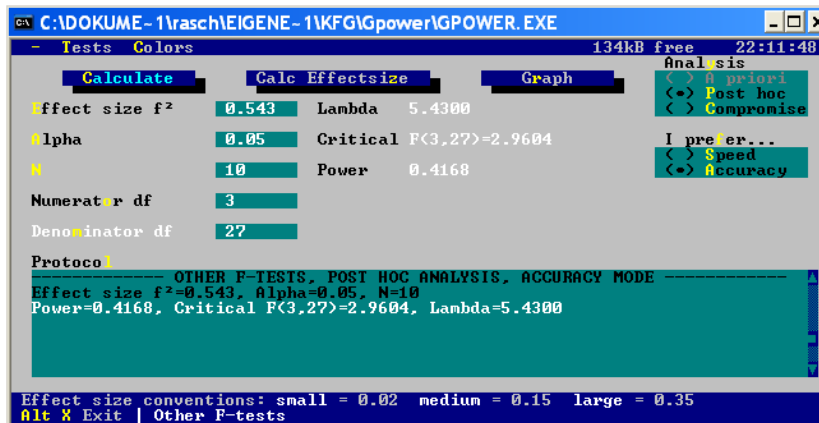 C:\DOKUME~1\rasch\EIGENE~1\KFG\Gpower\GPOWER.EXE
- Tests Colors 134kB free 22:11:48
Calculate Calc Effectsize Graph Analysis
( ) A priori
(•) Post hoc
( ) Compromise
Effect size f² 0.543 Lambda 5.4300
Alpha 0.05 Critical F(3,27)=2.9604 I prefer...
( ) Speed
(•) Accuracy
N 10 Power 0.4168
Numerator df 3
Denominator df 27
Protocol
------------- OTHER F-TESTS, POST HOC ANALYSIS, ACCURACY MODE ------------
Effect size f²=0.543, Alpha=0.05, N=10
Power=0.4168, Critical F(3,27)=2.9604, Lambda=5.4300
Effect size conventions: small = 0.02 medium = 0.15 large = 0.35
Alt X Exit | Other F-tests